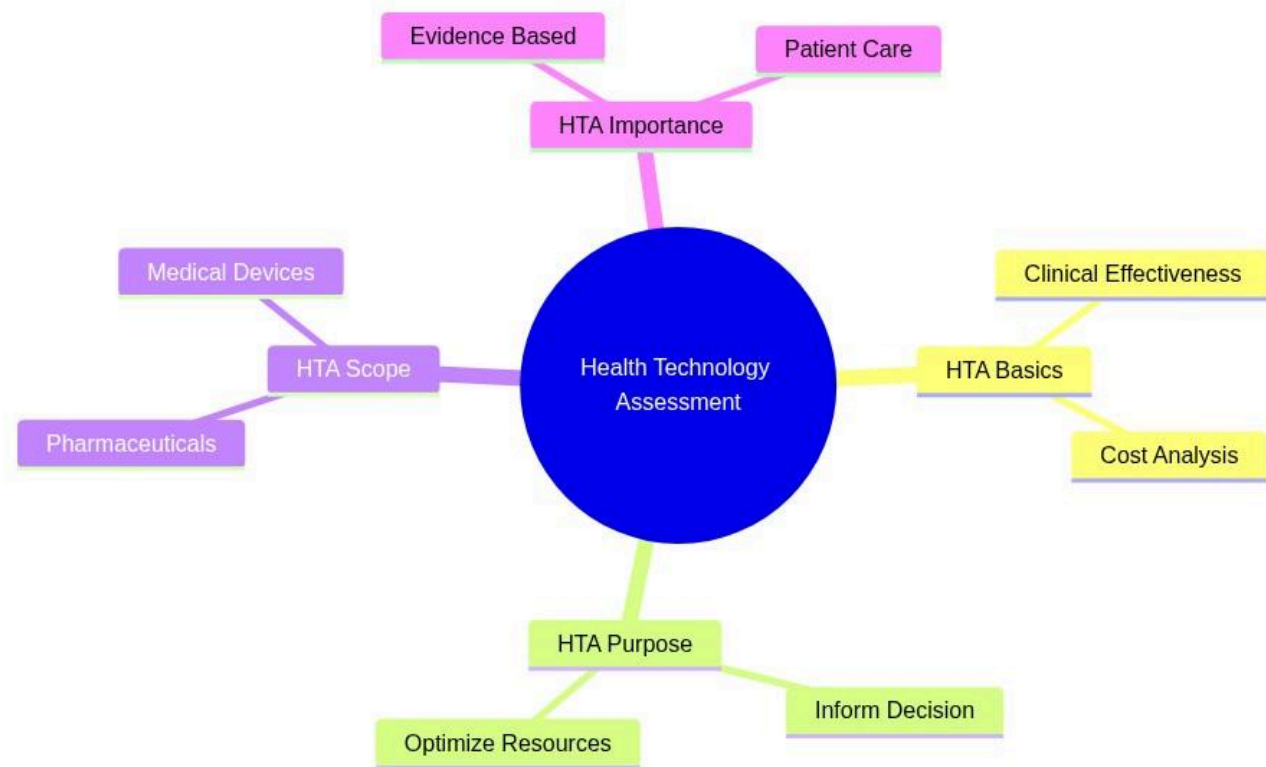 Evidence Based
Patient Care
HTA Importance
Medical Devices
Clinical Effectiveness
HTA Scope
Health Technology
Assessment
HTA Basics
Pharmaceuticals
Cost Analysis
HTA Purpose
Inform Decision
Optimize Resources